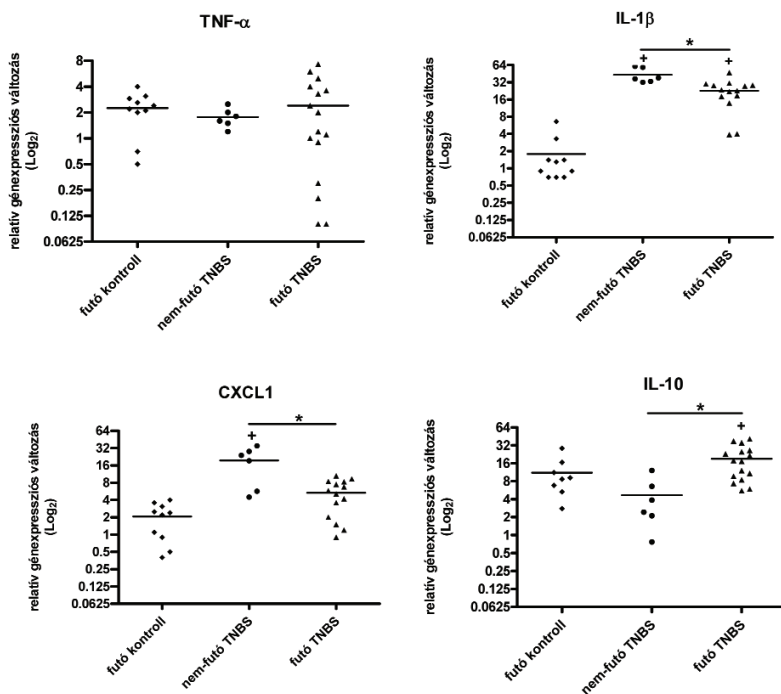 TNF-α
relatív génexpressziós változás
(Log2)
8
4
2
1
0.5
0.25
0.125
0.0625
futó kontroll
nem-futó TNBS
futó TNBS
IL-1β
relatív génexpressziós változás
(Log2)
64
32
16
4
2
1
0.5
0.25
0.125
0.0625
+
*
+
futó kontroll
nem-futó TNBS
futó TNBS
CXCL1
relatív génexpressziós változás
(Log2)
64
32
16
8
4
2
1
0.5
0.25
0.125
0.0625
+
*
futó kontroll
nem-futó TNBS
futó TNBS
IL-10
relatív génexpressziós változás
(Log2)
64
32
16
8
4
2
1
0.5
0.25
0.125
0.0625
*
+
futó kontroll
nem-futó TNBS
futó TNBS